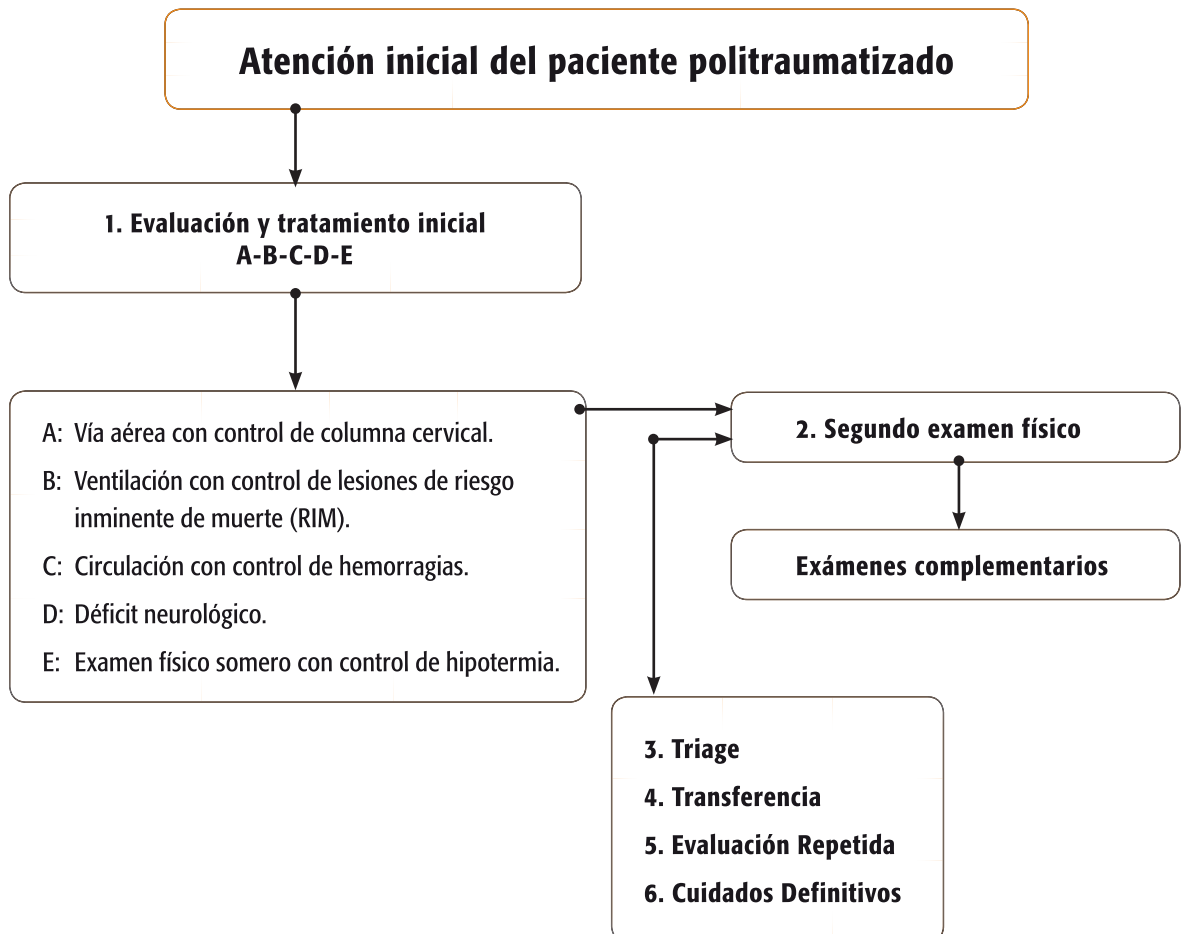 Atención inicial del paciente politraumatizado
1. Evaluación y tratamiento inicial
A-B-C-D-E
A: Vía aérea con control de columna cervical.
B: Ventilación con control de lesiones de riesgo
inminente de muerte (RIM).
C: Circulación con control de hemorragias.
D: Déficit neurológico.
E: Examen físico somero con control de hipotermia.
2. Segundo examen físico
Exámenes complementarios
3. Triage
4. Transferencia
5. Evaluación Repetida
6. Cuidados Definitivos